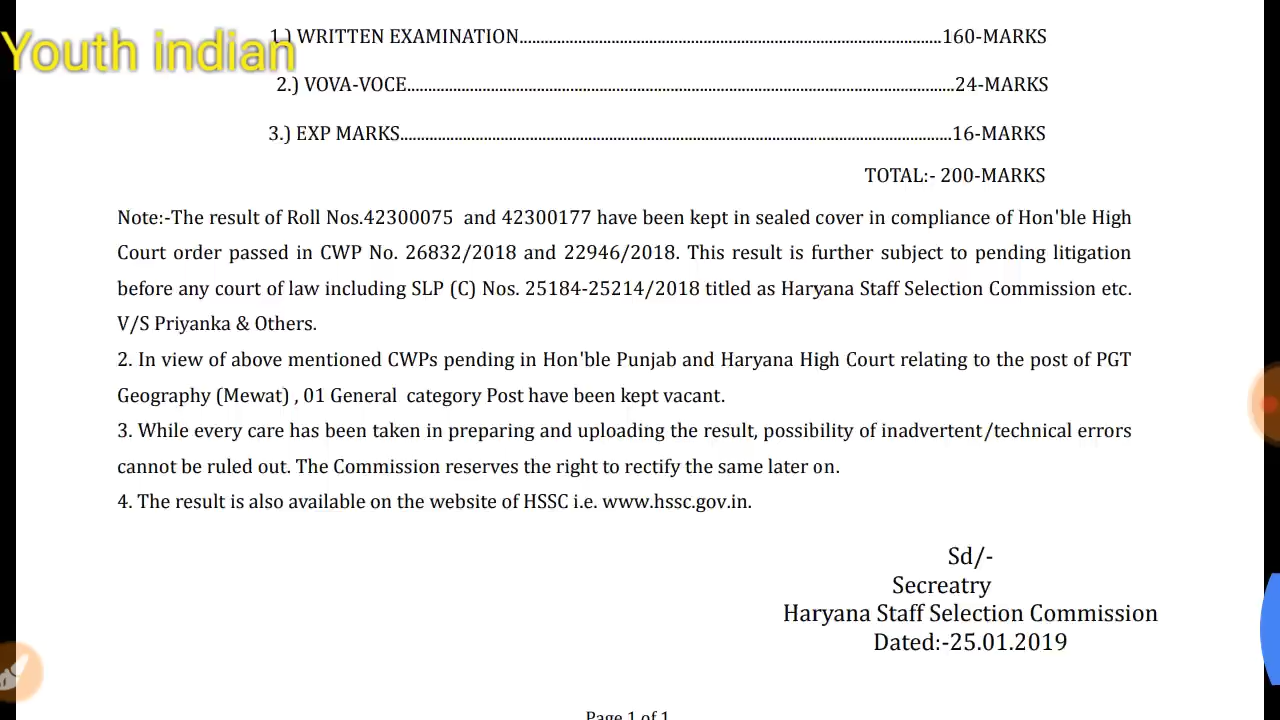 Youth indian
1.) WRITTEN EXAMINATION....................................................................................................160-MARKS
2.) VOVA-VOCE..................................................................................................................................24-MARKS
3.) EXP MARKS...................................................................................................................................16-MARKS
TOTAL:- 200-MARKS
Note:-The result of Roll Nos.42300075 and 42300177 have been kept in sealed cover in compliance of Hon'ble High
Court order passed in CWP No. 26832/2018 and 22946/2018. This result is further subject to pending litigation
before any court of law including SLP (C) Nos. 25184-25214/2018 titled as Haryana Staff Selection Commission etc.
V/S Priyanka & Others.
2. In view of above mentioned CWPs pending in Hon'ble Punjab and Haryana High Court relating to the post of PGT
Geography (Mewat) , 01 General category Post have been kept vacant.
3. While every care has been taken in preparing and uploading the result, possibility of inadvertent/technical errors
cannot be ruled out. The Commission reserves the right to rectify the same later on.
4. The result is also available on the website of HSSC i.e. www.hssc.gov.in.
Sd/-
Secreatry
Haryana Staff Selection Commission
Dated:-25.01.2019
Page 1 of 1